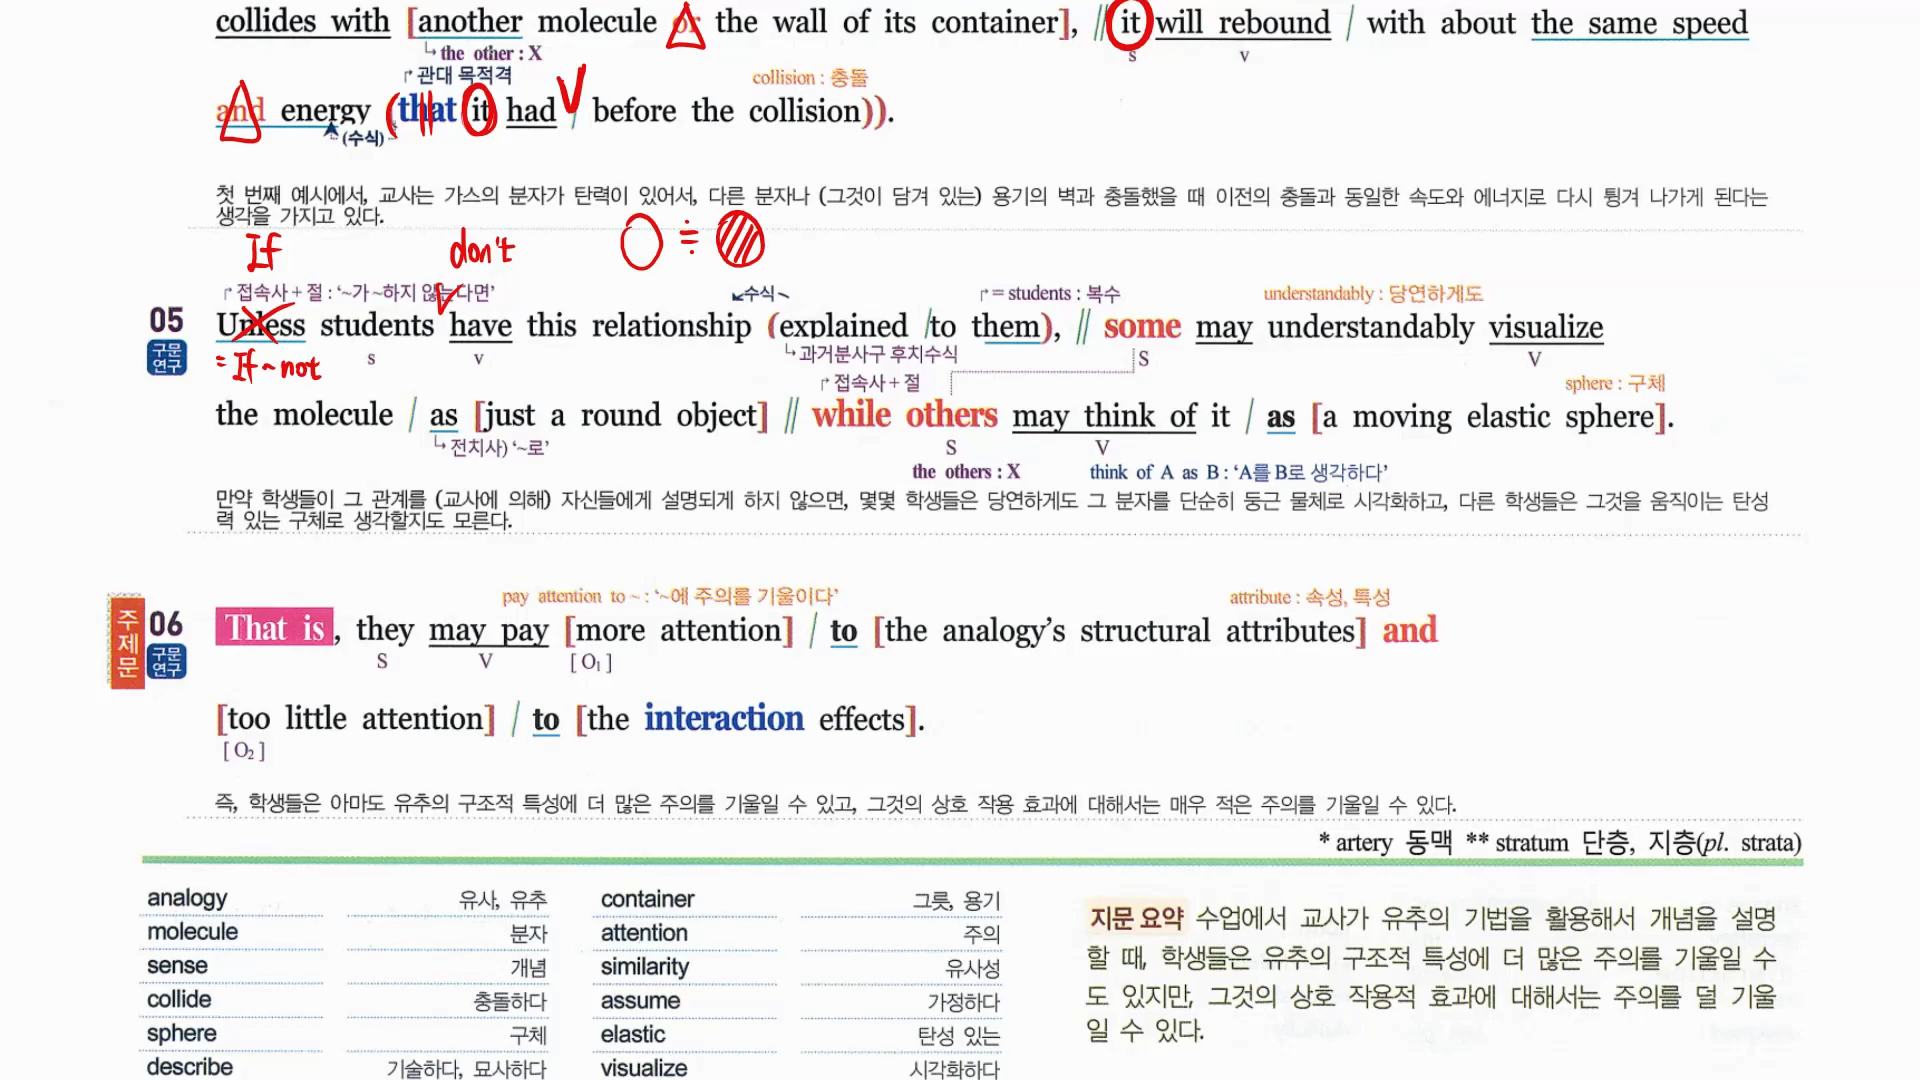 collides with [another molecule or the wall of its container], // it will rebound / with about the same speed
the other : X
s
v
관대 목적격
collision : 충돌
and energy (that it had V / before the collision)).
(수식)
첫 번째 예시에서, 교사는 가스의 분자가 탄력이 있어서, 다른 분자나 (그것이 담겨 있는) 용기의 벽과 충돌했을 때 이전의 충돌과 동일한 속도와 에너지로 다시 튕겨 나가게 된다는
생각을 가지고 있다.
If
don't
접속사 + 절 : ‘~가 ~하지 않는다면’
수식
= students : 복수
understandably : 당연하게도
05
구문
연구
Unless students have this relationship (explained / to them), // some may understandably visualize
= If ~ not
s
v
과거분사구 후치수식
S
V
접속사 + 절
sphere : 구체
the molecule / as [just a round object] // while others may think of it / as [a moving elastic sphere].
전치사) ‘~로’
S
V
the others : X
think of A as B : ‘A를 B로 생각하다’
만약 학생들이 그 관계를 (교사에 의해) 자신들에게 설명되게 하지 않으면, 몇몇 학생들은 당연하게도 그 분자를 단순히 둥근 물체로 시각화하고, 다른 학생들은 그것을 움직이는 탄성
력 있는 구체로 생각할지도 모른다.
pay attention to ~ : ‘~에 주의를 기울이다’
attribute : 속성, 특성
주제문
06
구문
연구
That is, they may pay [more attention] / to [the analogy's structural attributes] and
S
V
[ O₁ ]
[too little attention] / to [the interaction effects].
[ O₂ ]
즉, 학생들은 아마도 유추의 구조적 특성에 더 많은 주의를 기울일 수 있고, 그것의 상호 작용 효과에 대해서는 매우 적은 주의를 기울일 수 있다.
* artery 동맥 ** stratum 단층, 지층(pl. strata)
analogy 유사, 유추 container 그릇, 용기
molecule 분자 attention 주의
sense 개념 similarity 유사성
collide 충돌하다 assume 가정하다
sphere 구체 elastic 탄성 있는
describe 기술하다, 묘사하다 visualize 시각화하다
지문 요약 수업에서 교사가 유추의 기법을 활용해서 개념을 설명
할 때, 학생들은 유추의 구조적 특성에 더 많은 주의를 기울일 수
도 있지만, 그것의 상호 작용적 효과에 대해서는 주의를 덜 기울
일 수 있다.